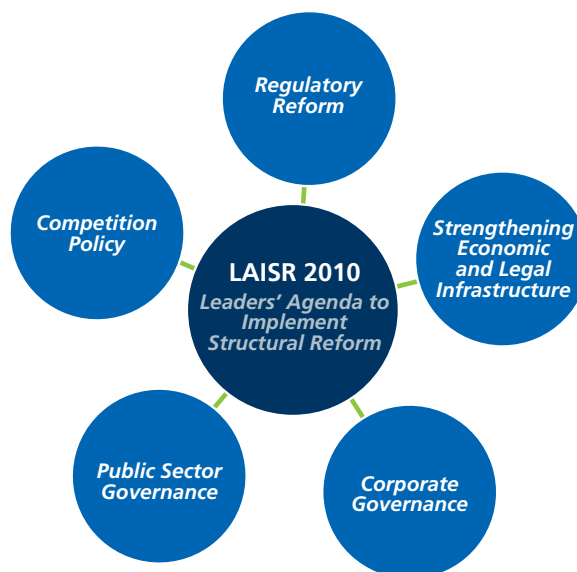 Regulatory
Reform
Competition
Policy
Strengthening
Economic
and Legal
Infrastructure
LAISR 2010
Leaders’ Agenda to
Implement
Structural Reform
Public Sector
Governance
Corporate
Governance